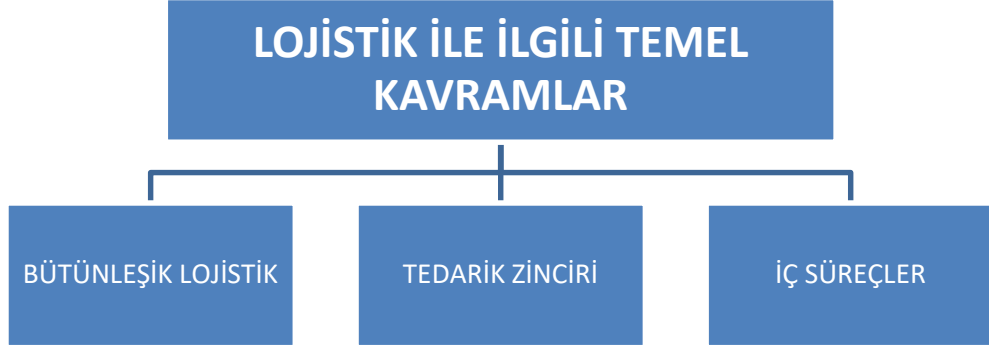 LOJİSTİK İLE İLGİLİ TEMEL
KAVRAMLAR
BÜTÜNLEŞİK LOJİSTİK
TEDARİK ZİNCİRİ
İÇ SÜREÇLER